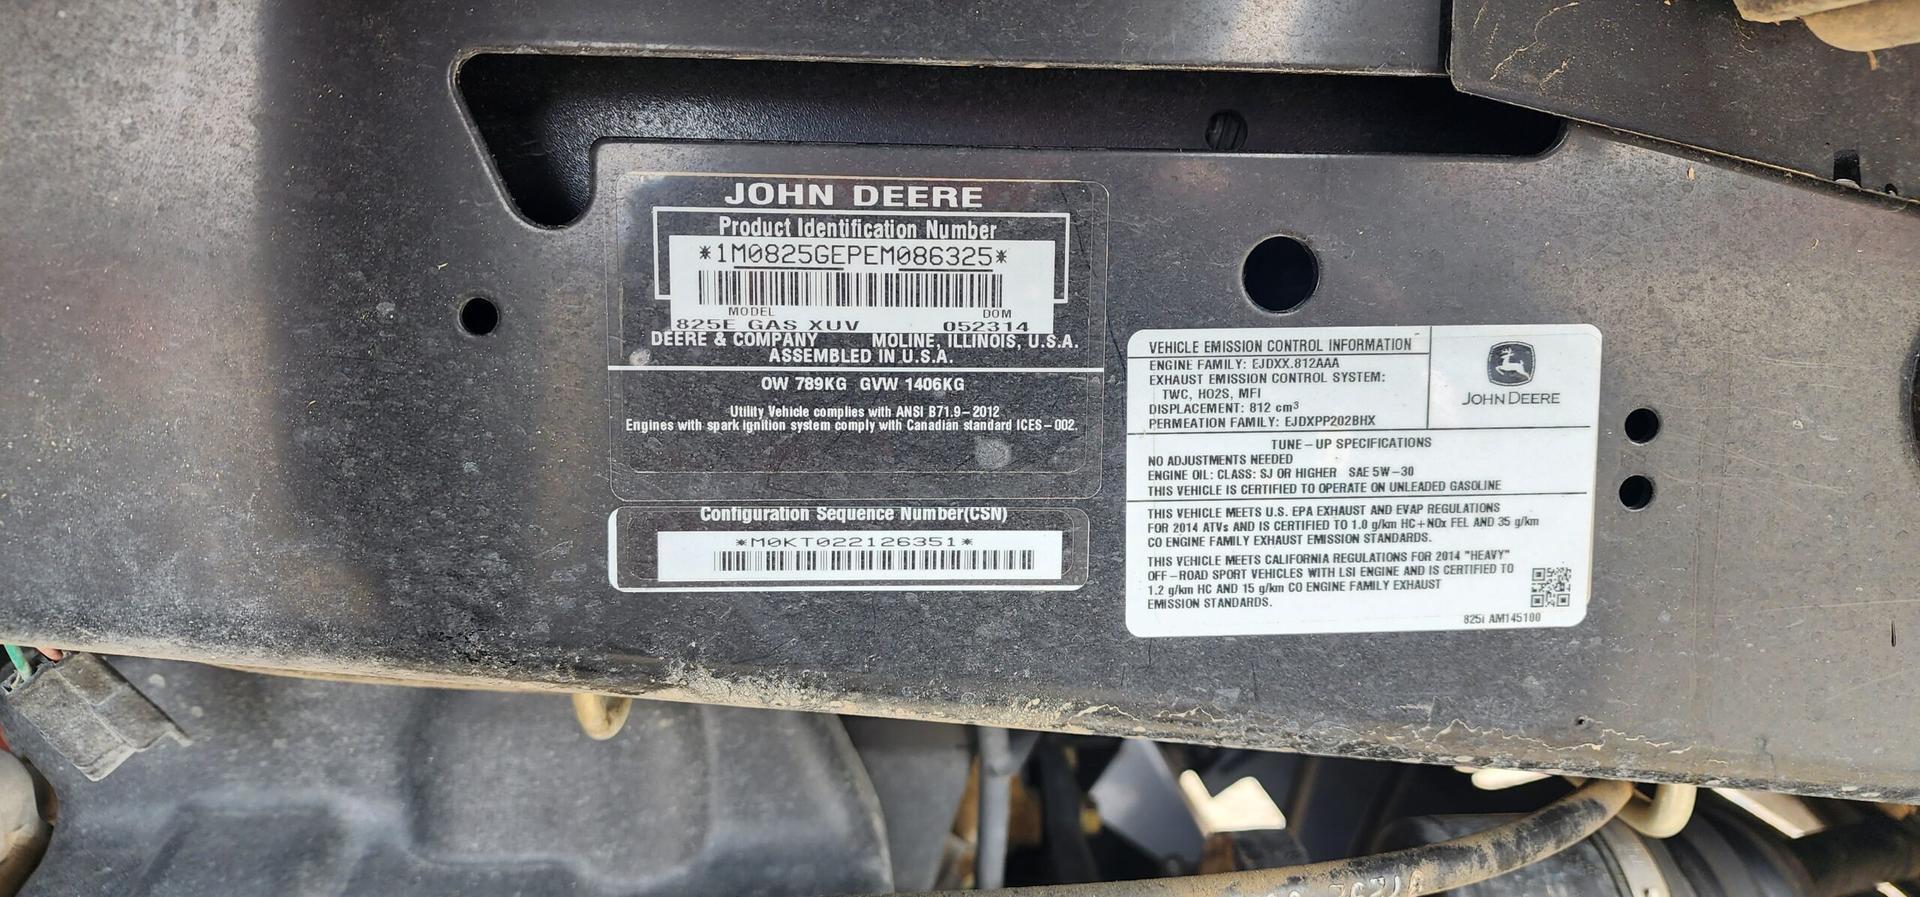 JOHN DEERE
Product Identification Number
*1M0825GEPEM086325*
MODEL DOM
825E GAS XUV 052314
DEERE & COMPANY MOLINE, ILLINOIS, U.S.A.
ASSEMBLED IN U.S.A.
OW 789KG GVW 1406KG
Utility Vehicle complies with ANSI B71.9-2012
Engines with spark ignition system comply with Canadian standard ICES-002.
Configuration Sequence Number(CSN)
*M0KT022126351*
VEHICLE EMISSION CONTROL INFORMATION
ENGINE FAMILY: EJDXX.812AAA
EXHAUST EMISSION CONTROL SYSTEM:
TWC, HO2S, MFI
DISPLACEMENT: 812 cm³
PERMEATION FAMILY: EJDXPP202BHX
JOHN DEERE
TUNE-UP SPECIFICATIONS
NO ADJUSTMENTS NEEDED
ENGINE OIL: CLASS: SJ OR HIGHER SAE 5W-30
THIS VEHICLE IS CERTIFIED TO OPERATE ON UNLEADED GASOLINE
THIS VEHICLE MEETS U.S. EPA EXHAUST AND EVAP REGULATIONS
FOR 2014 ATVs AND IS CERTIFIED TO 1.0 g/km HC+NOx FEL AND 35 g/km
CO ENGINE FAMILY EXHAUST EMISSION STANDARDS.
THIS VEHICLE MEETS CALIFORNIA REGULATIONS FOR 2014 "HEAVY"
OFF-ROAD SPORT VEHICLES WITH LSI ENGINE AND IS CERTIFIED TO
1.2 g/km HC AND 15 g/km CO ENGINE FAMILY EXHAUST
EMISSION STANDARDS.
825i AM145100